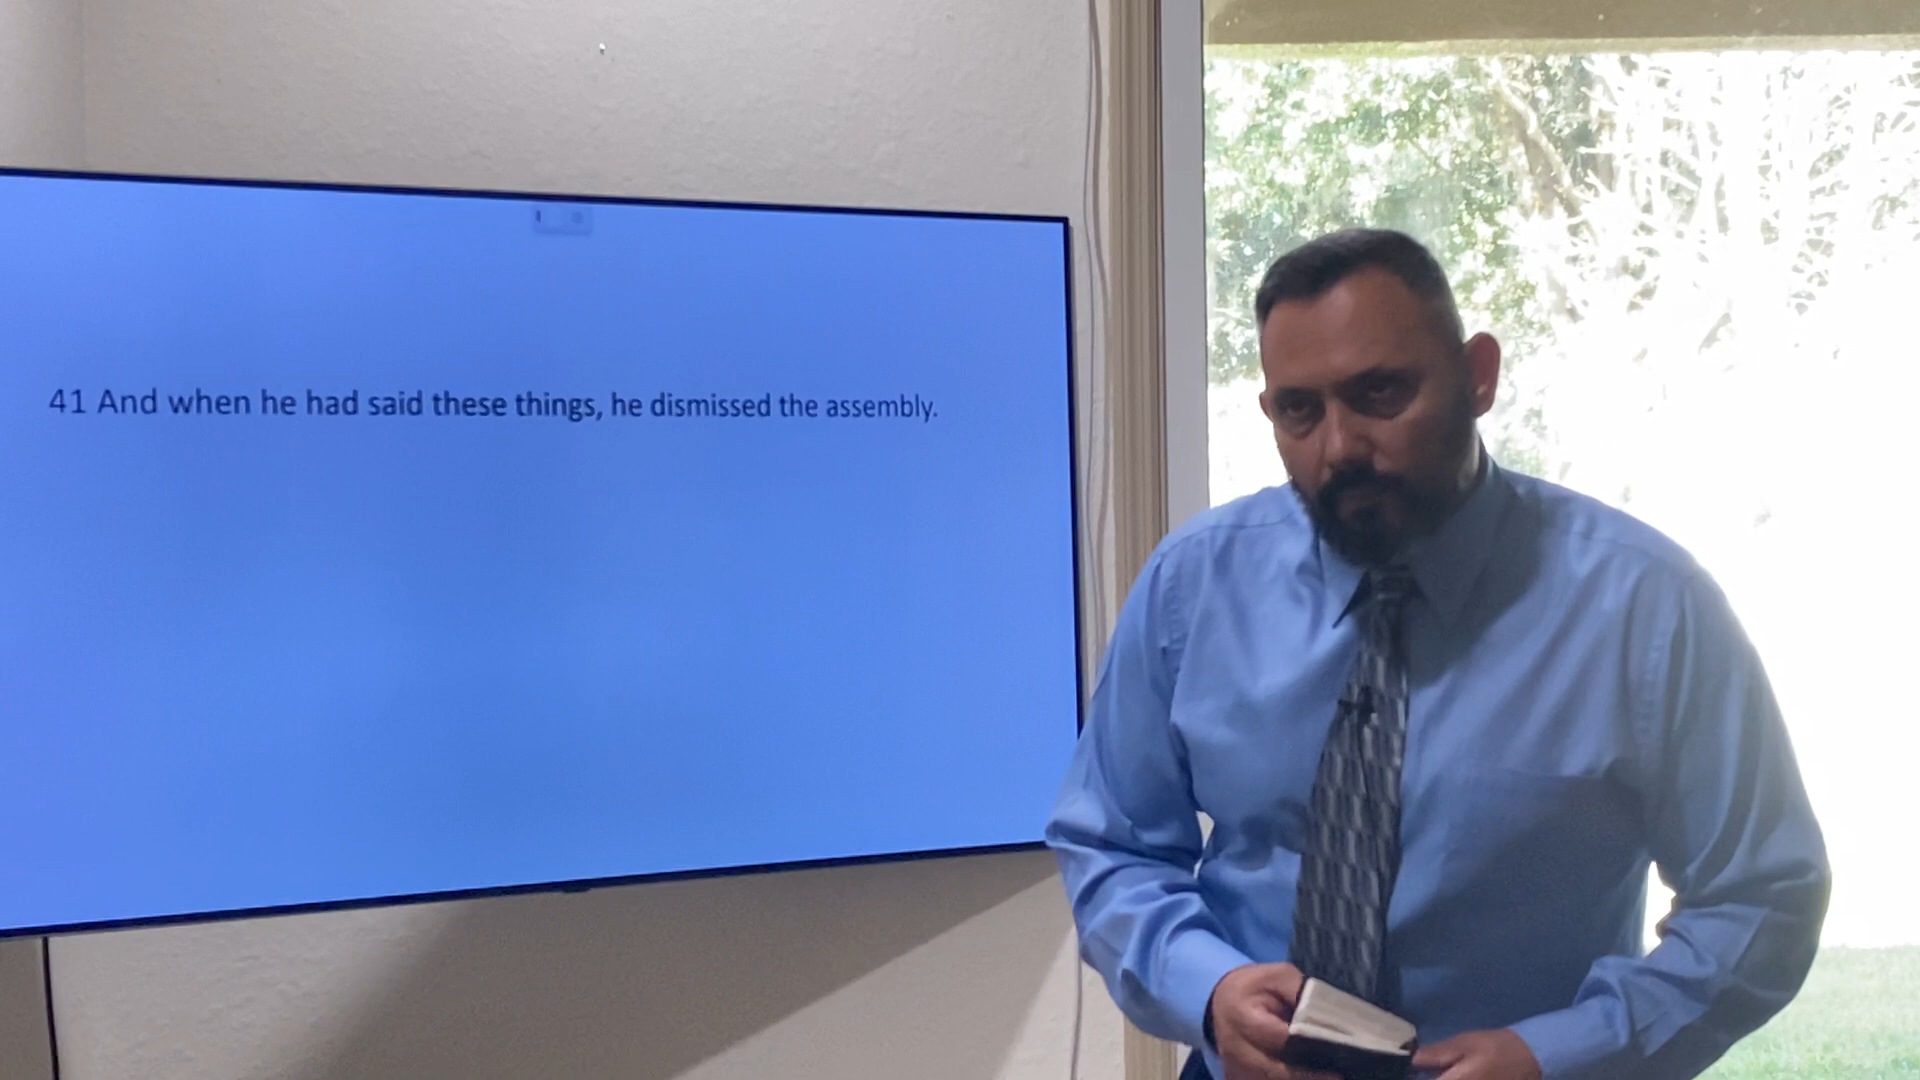 41 And when he had said these things, he dismissed the assembly.